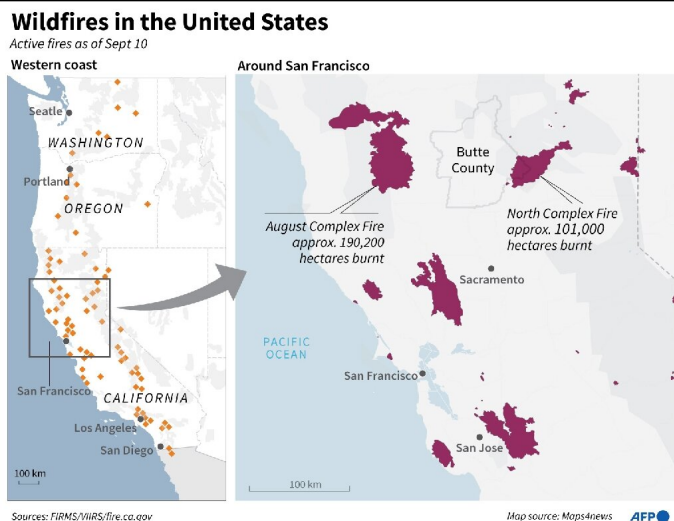 Wildfires in the United States
Active fires as of Sept 10
Western coast
Seatle
WASHINGTON
Portland
OREGON
San Francisco
CALIFORNIA
Los Angeles
San Diego
100 km
Around San Francisco
Butte
County
August Complex Fire
approx. 190,200
hectares burnt
North Complex Fire
approx. 101,000
hectares burnt
Sacramento
PACIFIC
OCEAN
San Francisco
San Jose
100 km
Sources: FIRMS/VIIRS/fire.ca.gov
Map source: Maps4news
AFP